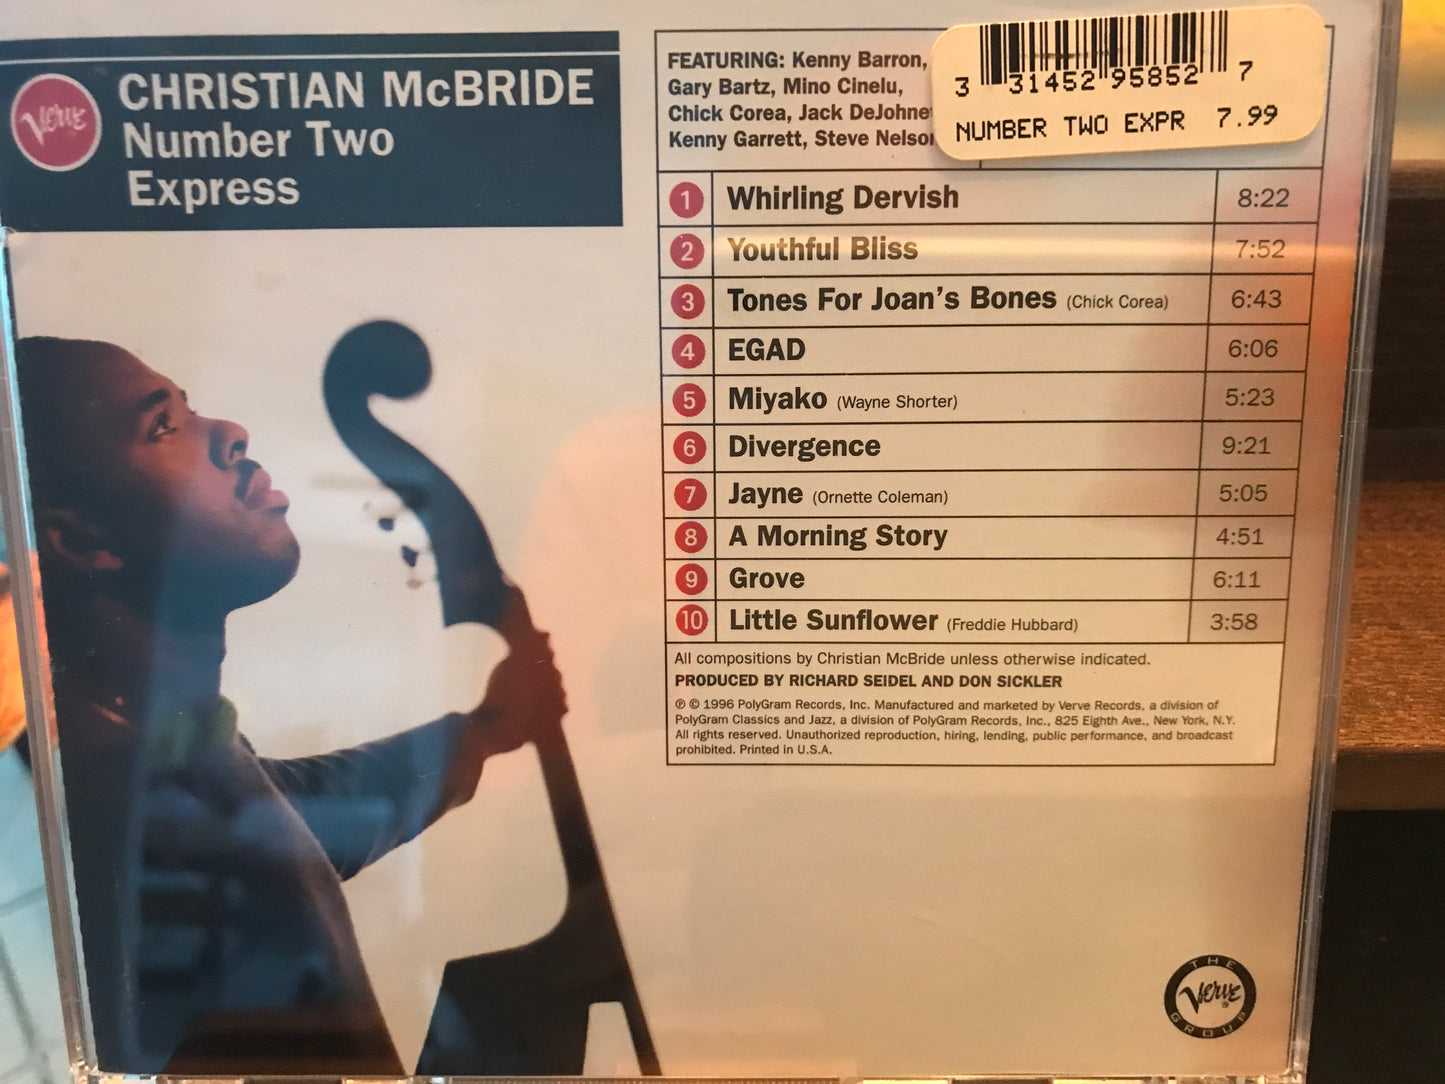 Verve
CHRISTIAN McBRIDE
Number Two
Express
FEATURING: Kenny Barron,
Gary Bartz, Mino Cinelu,
Chick Corea, Jack
Kenny Garrett, Steve
3 31452 95852 7
NUMBER TWO EXPR 7.99
1 Whirling Dervish 8:22
2 Youthful Bliss 7:52
3 Tones For Joan's Bones (Chick Corea) 6:43
4 EGAD 6:06
5 Miyako (Wayne Shorter) 5:23
6 Divergence 9:21
7 Jayne (Ornette Coleman) 5:05
8 A Morning Story 4:51
9 Grove 6:11
10 Little Sunflower (Freddie Hubbard) 3:58
All compositions by Christian McBride unless otherwise indicated.
PRODUCED BY RICHARD SEIDEL AND DON SICKLER
℗ © 1996 PolyGram Records, Inc. Manufactured and marketed by Verve Records, a division of
PolyGram Classics and Jazz, a division of PolyGram Records, Inc., 825 Eighth Ave., New York, N.Y.
All rights reserved. Unauthorized reproduction, hiring, lending, public performance, and broadcast
prohibited. Printed in U.S.A.
THE
Verve
GROUP